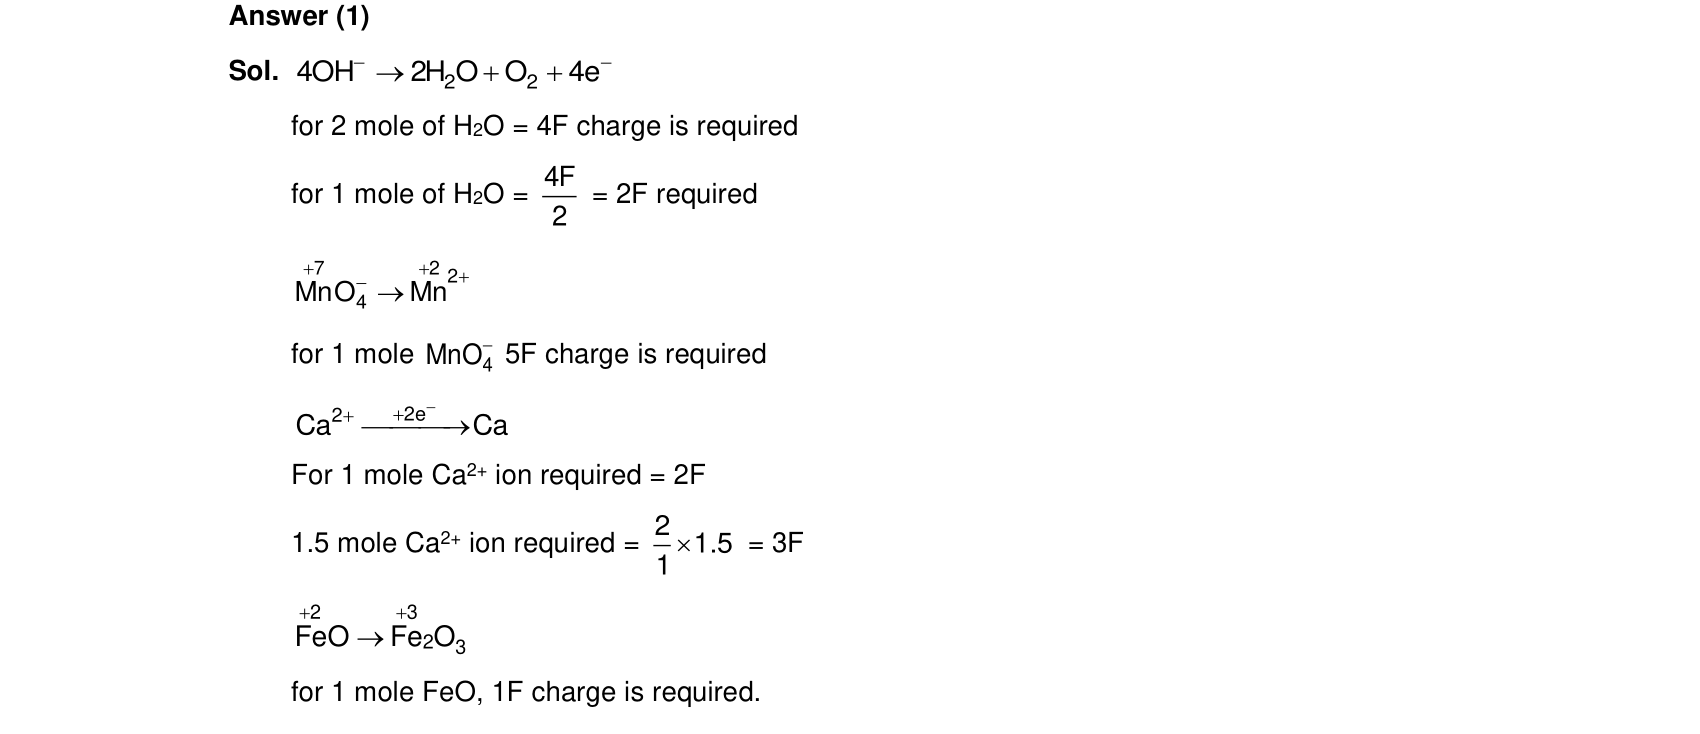 Answer (1)
Sol. 4OH⁻ → 2H₂O + O₂ + 4e⁻
for 2 mole of H₂O = 4F charge is required
for 1 mole of H₂O = 4F/2 = 2F required
+7 +2
MnO₄⁻ → Mn²⁺
for 1 mole MnO₄⁻ 5F charge is required
Ca²⁺ —+2e⁻→ Ca
For 1 mole Ca²⁺ ion required = 2F
1.5 mole Ca²⁺ ion required = 2/1 × 1.5 = 3F
+2 +3
FeO → Fe₂O₃
for 1 mole FeO, 1F charge is required.